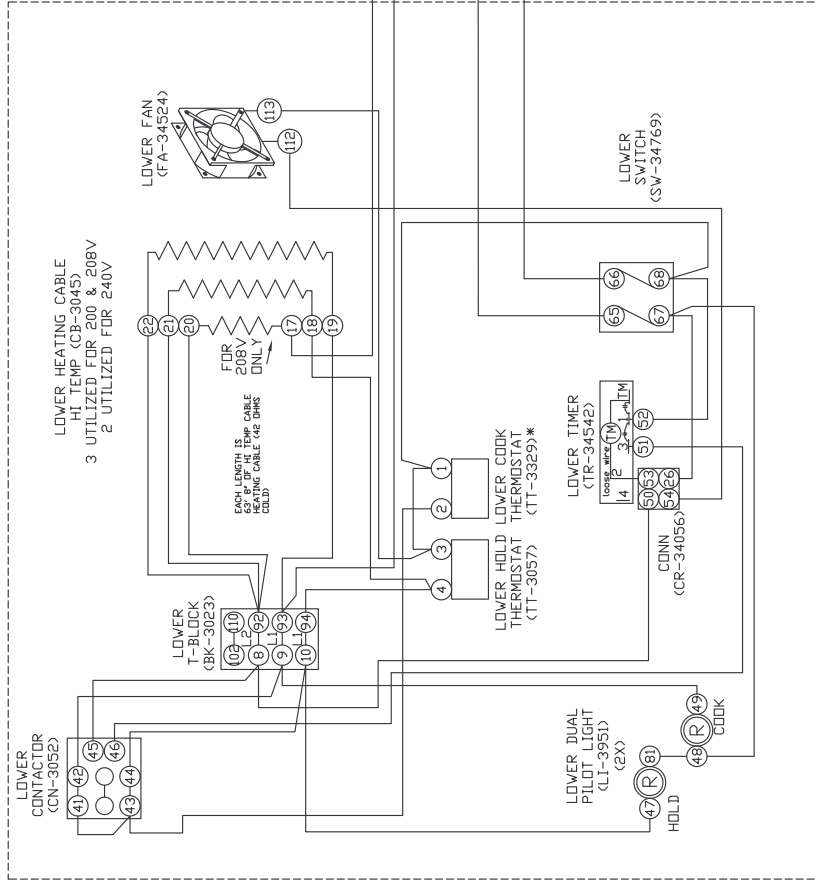 LOWER FAN
(FA-34524)
113
112
LOWER HEATING CABLE
HI TEMP (CB-3045)
3 UTILIZED FOR 200 & 208V
2 UTILIZED FOR 240V
22
21
20
17
18
19
FOR
208V
ONLY
EACH LENGTH IS
63' 8" OF HI TEMP CABLE
HEATING CABLE (42 OHMS
COLD)
LOWER
SWITCH
(SW-34769)
66
68
65
67
LOWER TIMER
(TR-34542)
loose wire
TM
TM
1
3
2
4
52
51
50
53
54
26
CONN
(CR-34056)
1
2
LOWER COOK
THERMOSTAT
(TT-3329)*
3
4
LOWER HOLD
THERMOSTAT
(TT-3057)
LOWER
T-BLOCK
(BK-3023)
102
110
L2
8
92
L1
9
93
L1
10
94
LOWER
CONTACTOR
(CN-3052)
45
46
42
44
41
43
LOWER DUAL
PILOT LIGHT
(LI-3951)
(2X)
49
R
48
COOK
81
R
47
HOLD